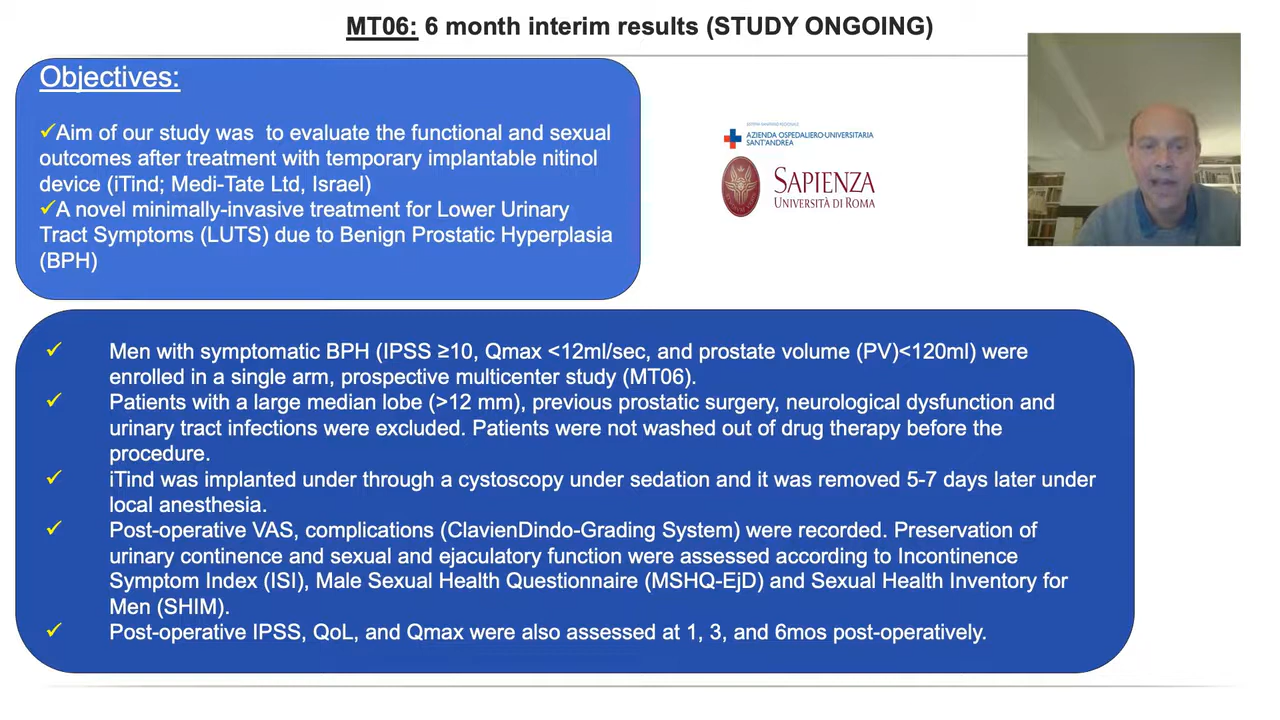 MT06: 6 month interim results (STUDY ONGOING)
Objectives:
✓Aim of our study was to evaluate the functional and sexual
outcomes after treatment with temporary implantable nitinol
device (iTind; Medi-Tate Ltd, Israel)
✓A novel minimally-invasive treatment for Lower Urinary
Tract Symptoms (LUTS) due to Benign Prostatic Hyperplasia
(BPH)
AZIENDA OSPEDALIERO-UNIVERSITARIA
SANT'ANDREA
SAPIENZA
UNIVERSITÀ DI ROMA
✓ Men with symptomatic BPH (IPSS ≥10, Qmax <12ml/sec, and prostate volume (PV)<120ml) were
enrolled in a single arm, prospective multicenter study (MT06).
✓ Patients with a large median lobe (>12 mm), previous prostatic surgery, neurological dysfunction and
urinary tract infections were excluded. Patients were not washed out of drug therapy before the
procedure.
✓ iTind was implanted under through a cystoscopy under sedation and it was removed 5-7 days later under
local anesthesia.
✓ Post-operative VAS, complications (ClavienDindo-Grading System) were recorded. Preservation of
urinary continence and sexual and ejaculatory function were assessed according to Incontinence
Symptom Index (ISI), Male Sexual Health Questionnaire (MSHQ-EjD) and Sexual Health Inventory for
Men (SHIM).
✓ Post-operative IPSS, QoL, and Qmax were also assessed at 1, 3, and 6mos post-operatively.